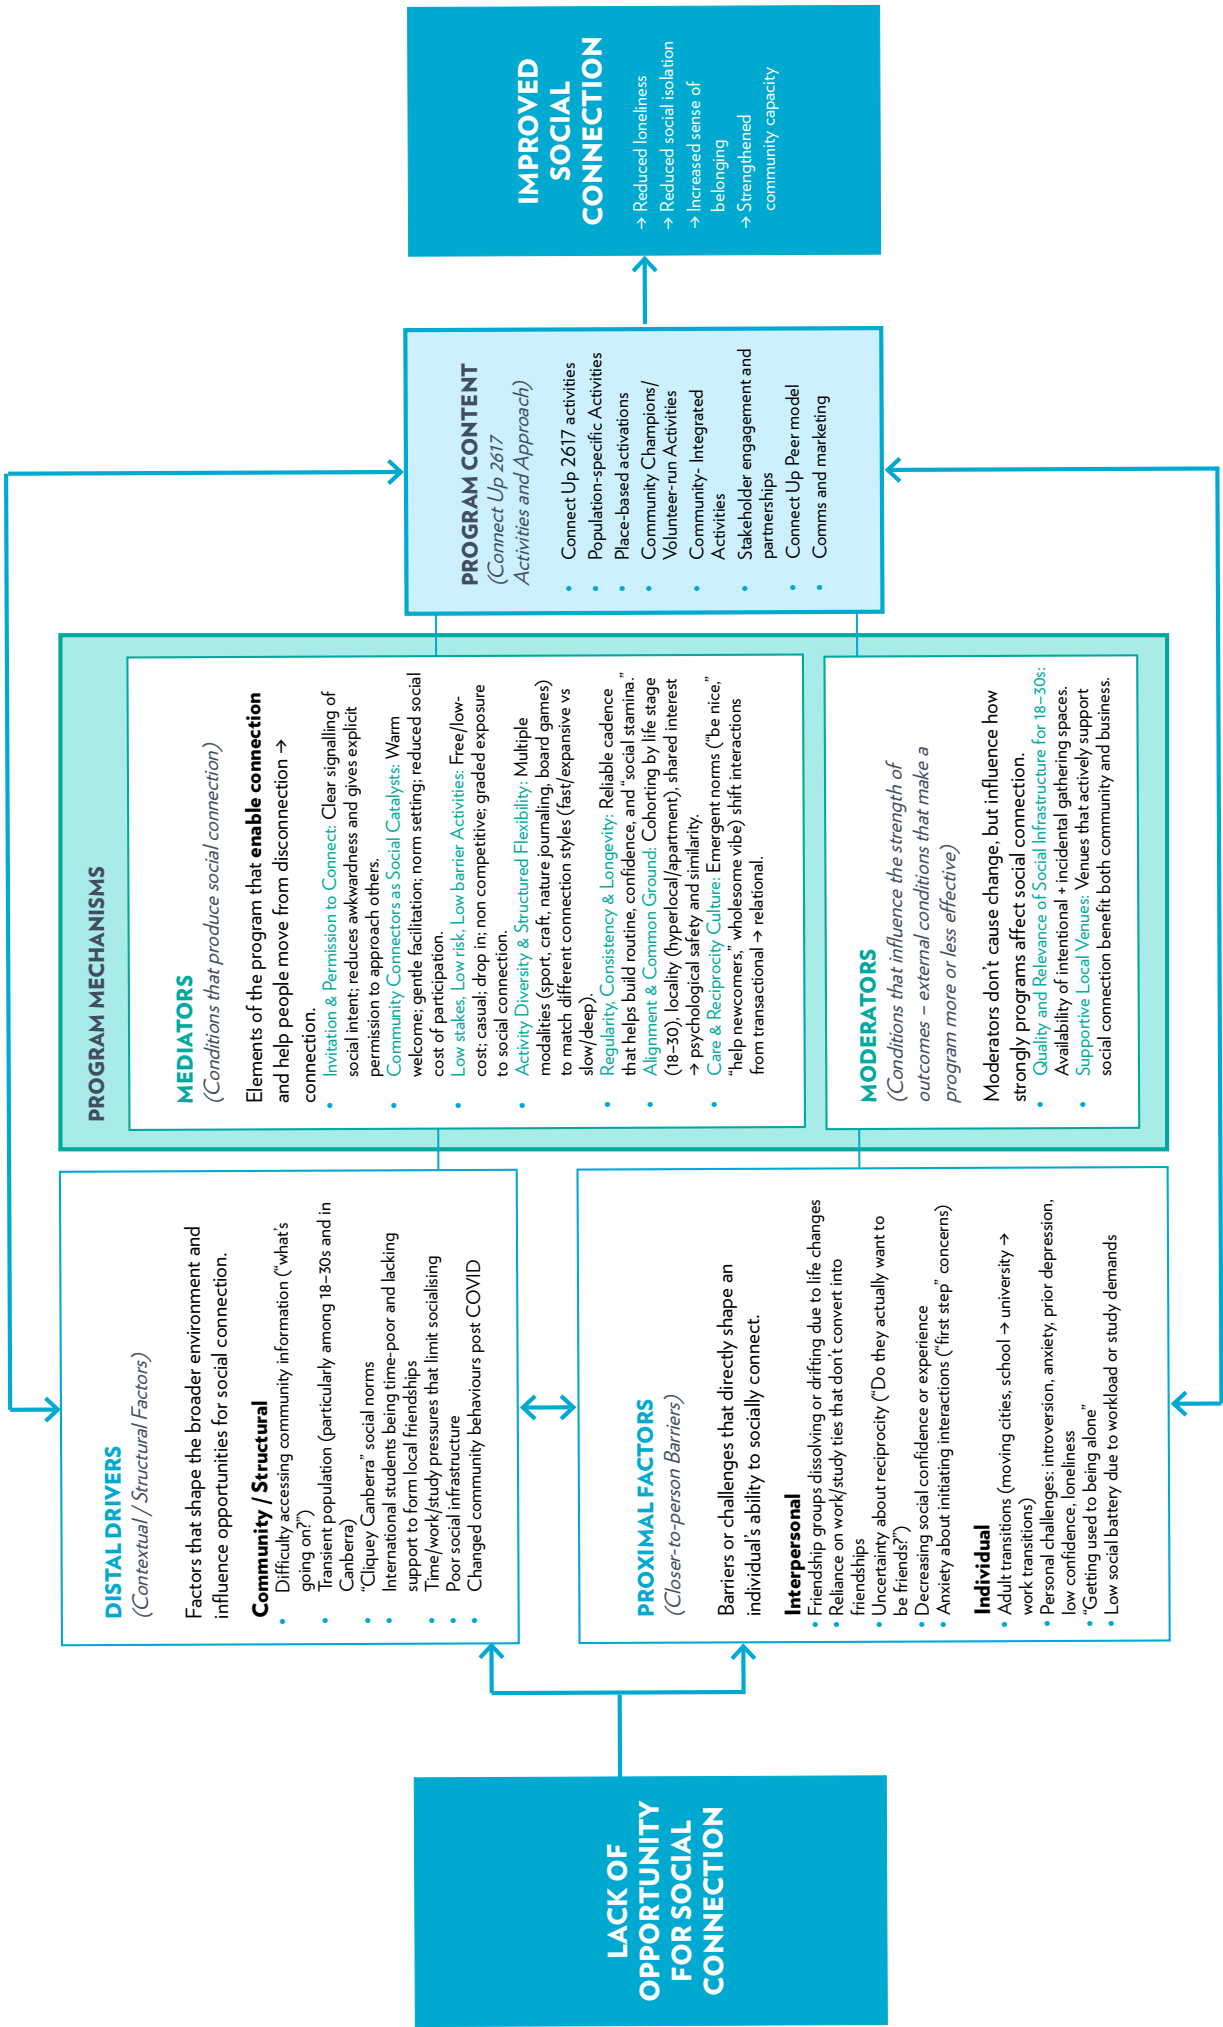 LACK OF
OPPORTUNITY
FOR SOCIAL
CONNECTION
DISTAL DRIVERS
(Contextual / Structural Factors)
Factors that shape the broader environment and
influence opportunities for social connection.
Community / Structural
• Difficulty accessing community information (“what’s
going on?”)
• Transient population (particularly among 18–30s and in
Canberra)
• “Cliquey Canberra” social norms
• International students being time-poor and lacking
support to form local friendships
• Time/work/study pressures that limit socialising
• Poor social infrastructure
• Changed community behaviours post COVID
PROXIMAL FACTORS
(Closer-to-person Barriers)
Barriers or challenges that directly shape an
individual’s ability to socially connect.
Interpersonal
• Friendship groups dissolving or drifting due to life changes
• Reliance on work/study ties that don’t convert into
friendships
• Uncertainty about reciprocity (“Do they actually want to
be friends?”)
• Decreasing social confidence or experience
• Anxiety about initiating interactions (“first step” concerns)
Individual
• Adult transitions (moving cities, school → university →
work transitions)
• Personal challenges: introversion, anxiety, prior depression,
low confidence, loneliness
• “Getting used to being alone”
• Low social battery due to workload or study demands
PROGRAM MECHANISMS
MEDIATORS
(Conditions that produce social connection)
Elements of the program that enable connection
and help people move from disconnection →
connection.
• Invitation & Permission to Connect: Clear signalling of
social intent; reduces awkwardness and gives explicit
permission to approach others.
• Community Connectors as Social Catalysts: Warm
welcome; gentle facilitation; norm setting; reduced social
cost of participation.
• Low stakes, Low risk, Low barrier Activities: Free/low-
cost; casual; drop in; non competitive; graded exposure
to social connection.
• Activity Diversity & Structured Flexibility: Multiple
modalities (sport, craft, nature journaling, board games)
to match different connection styles (fast/expansive vs
slow/deep).
• Regularity, Consistency & Longevity: Reliable cadence
that helps build routine, confidence, and “social stamina.”
• Alignment & Common Ground: Cohorting by life stage
(18–30), locality (hyperlocal/apartment), shared interest
→ psychological safety and similarity.
• Care & Reciprocity Culture: Emergent norms (“be nice,”
“help newcomers,” wholesome vibe) shift interactions
from transactional → relational.
MODERATORS
(Conditions that influence the strength of
outcomes – external conditions that make a
program more or less effective)
Moderators don’t cause change, but influence how
strongly programs affect social connection.
• Quality and Relevance of Social Infrastructure for 18–30s:
Availability of intentional + incidental gathering spaces.
• Supportive Local Venues: Venues that actively support
social connection benefit both community and business.
PROGRAM CONTENT
(Connect Up 2617
Activities and Approach)
• Connect Up 2617 activities
• Population-specific Activities
• Place-based activations
• Community Champions/
Volunteer-run Activities
• Community- Integrated
Activities
• Stakeholder engagement and
partnerships
• Connect Up Peer model
• Comms and marketing
IMPROVED
SOCIAL
CONNECTION
→ Reduced loneliness
→ Reduced social isolation
→ Increased sense of
belonging
→ Strengthened
community capacity